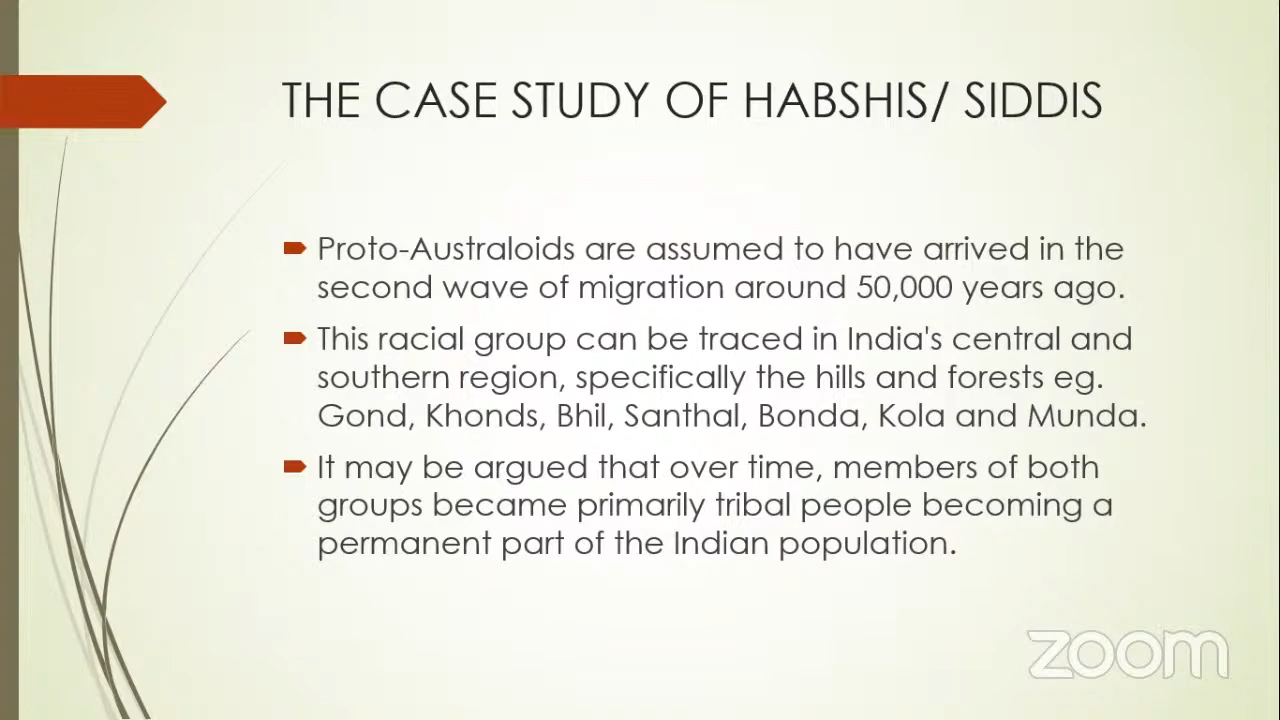 THE CASE STUDY OF HABSHIS/ SIDDIS
Proto-Australoids are assumed to have arrived in the
second wave of migration around 50,000 years ago.
This racial group can be traced in India's central and
southern region, specifically the hills and forests eg.
Gond, Khonds, Bhil, Santhal, Bonda, Kola and Munda.
It may be argued that over time, members of both
groups became primarily tribal people becoming a
permanent part of the Indian population.
zoom